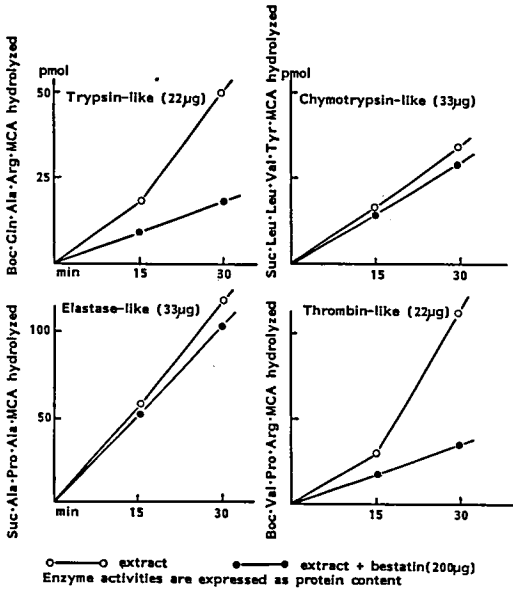 Boc·Gln·Ala·Arg·MCA hydrolyzed
pmol
50
25
Trypsin-like (22µg)
min
15
30
Suc·Leu·Leu·Val·Tyr·MCA hydrolyzed
pmol
Chymotrypsin-like (33µg)
15
30
Suc·Ala·Pro·Ala·MCA hydrolyzed
100
50
Elastase-like (33µg)
min
15
30
Boc·Val·Pro·Arg·MCA hydrolyzed
Thrombin-like (22µg)
15
30
extract
extract + bestatin(200µg)
Enzyme activities are expressed as protein content